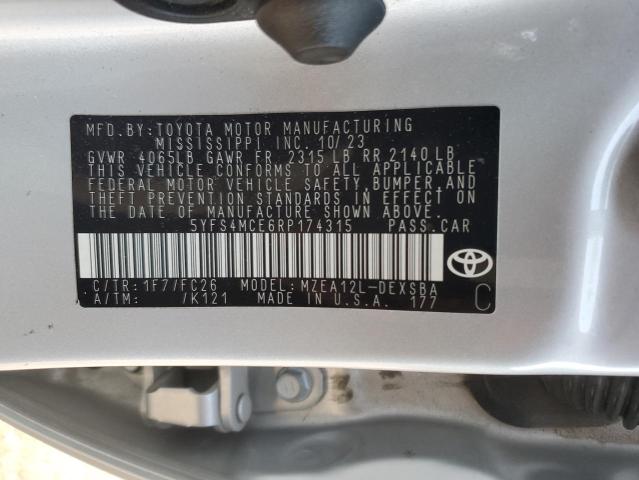 MFD.BY:TOYOTA MOTOR MANUFACTURING
MISSISSIPPI INC. 10/23
GVWR 4065LB GAWR FR. 2315 LB RR 2140 LB
THIS VEHICLE CONFORMS TO ALL APPLICABLE
FEDERAL MOTOR VEHICLE SAFETY,BUMPER,AND
THEFT PREVENTION STANDARDS IN EFFECT ON
THE DATE OF MANUFACTURE SHOWN ABOVE.
5YFS4MCE6RP174315 PASS.CAR
C/TR: 1F7/FC26 MODEL: MZEA12L-DEXSBA
A/TM: /K121 MADE IN U.S.A. 177
C